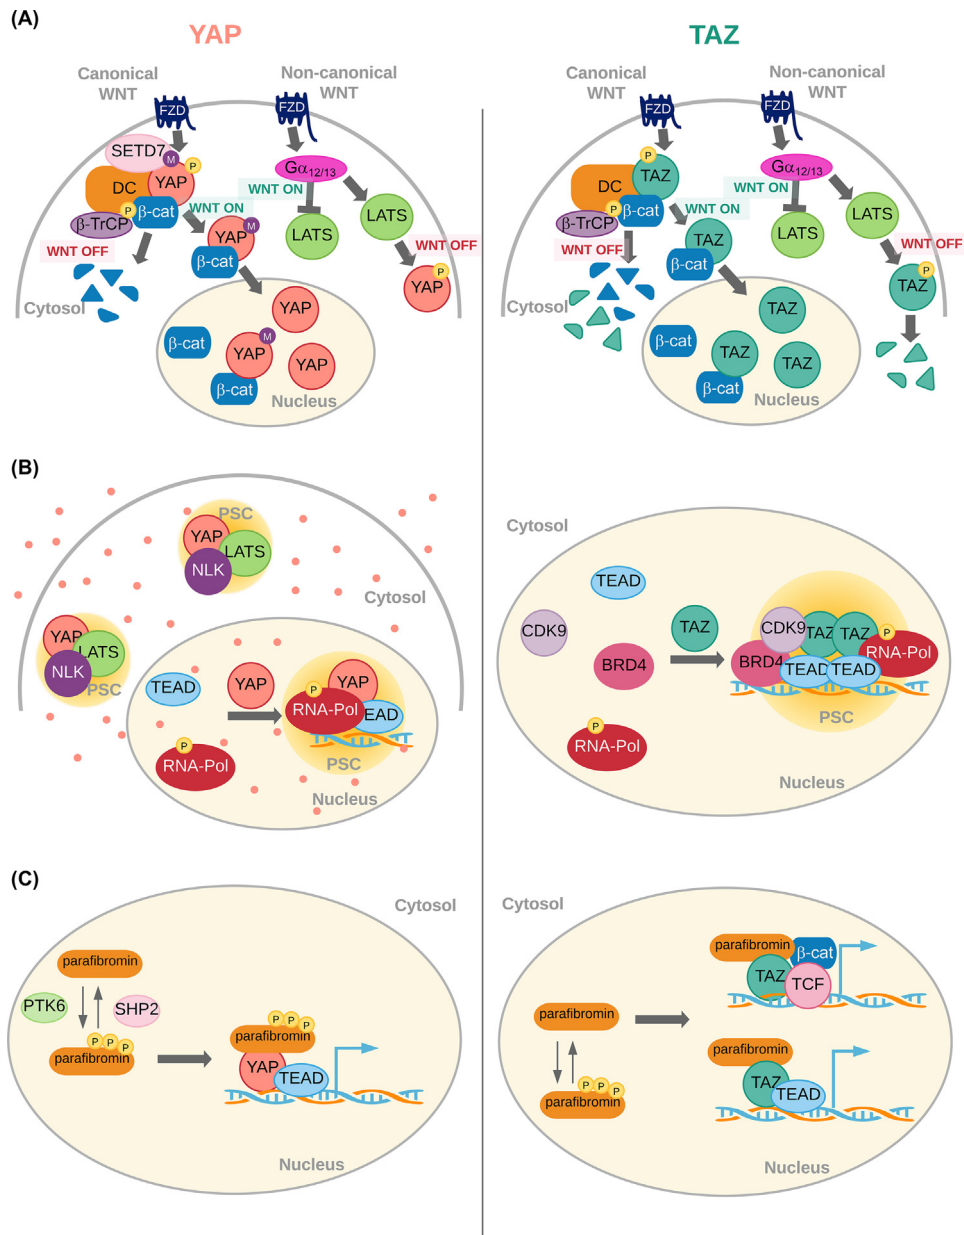 (A)
YAP
Canonical
WNT
Non-canonical
WNT
FZD
FZD
SETD7
M
P
DC
YAP
Gα12/13
WNT ON
P
β-cat
β-TrCP
WNT ON
LATS
LATS
YAP
M
WNT OFF
WNT OFF
β-cat
P
YAP
Cytosol
YAP
M
β-cat
YAP
YAP
β-cat
Nucleus
TAZ
Canonical
WNT
Non-canonical
WNT
FZD
FZD
P
DC
TAZ
Gα12/13
WNT ON
P
β-cat
β-TrCP
WNT ON
LATS
LATS
TAZ
WNT OFF
WNT OFF
β-cat
P
TAZ
Cytosol
TAZ
β-cat
TAZ
TAZ
β-cat
Nucleus
(B)
PSC
YAP
LATS
NLK
Cytosol
YAP
LATS
NLK
PSC
TEAD
YAP
YAP
P
RNA-Pol
EAD
P
RNA-Pol
PSC
Nucleus
Cytosol
TEAD
CDK9
TAZ
CDK9
TAZ
TAZ
P
BRD4
BRD4
TEAD
TEAD
RNA-Pol
PSC
P
RNA-Pol
Nucleus
(C)
Cytosol
parafibromin
PTK6
SHP2
P P P
parafibromin
P P P
parafibromin
YAP
TEAD
Nucleus
Cytosol
parafibromin
β-cat
TAZ
TCF
parafibromin
P P P
parafibromin
parafibromin
TAZ
TEAD
Nucleus